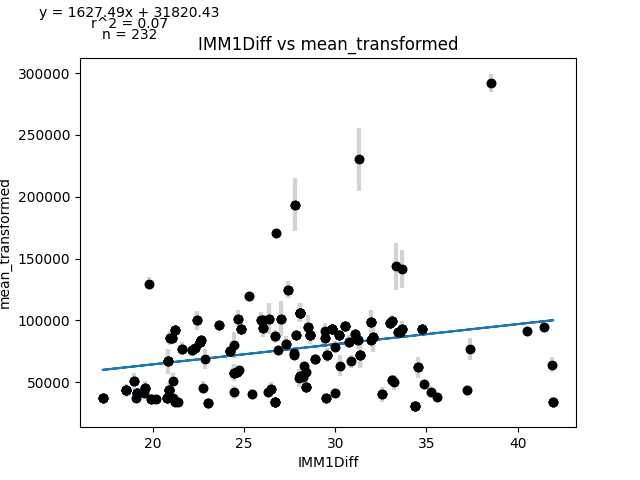 y = 1627.49x + 31820.43
r^2 = 0.07
n = 232
IMM1Diff vs mean_transformed
300000
250000
200000
150000
100000
50000
mean_transformed
20
25
30
35
40
IMM1Diff